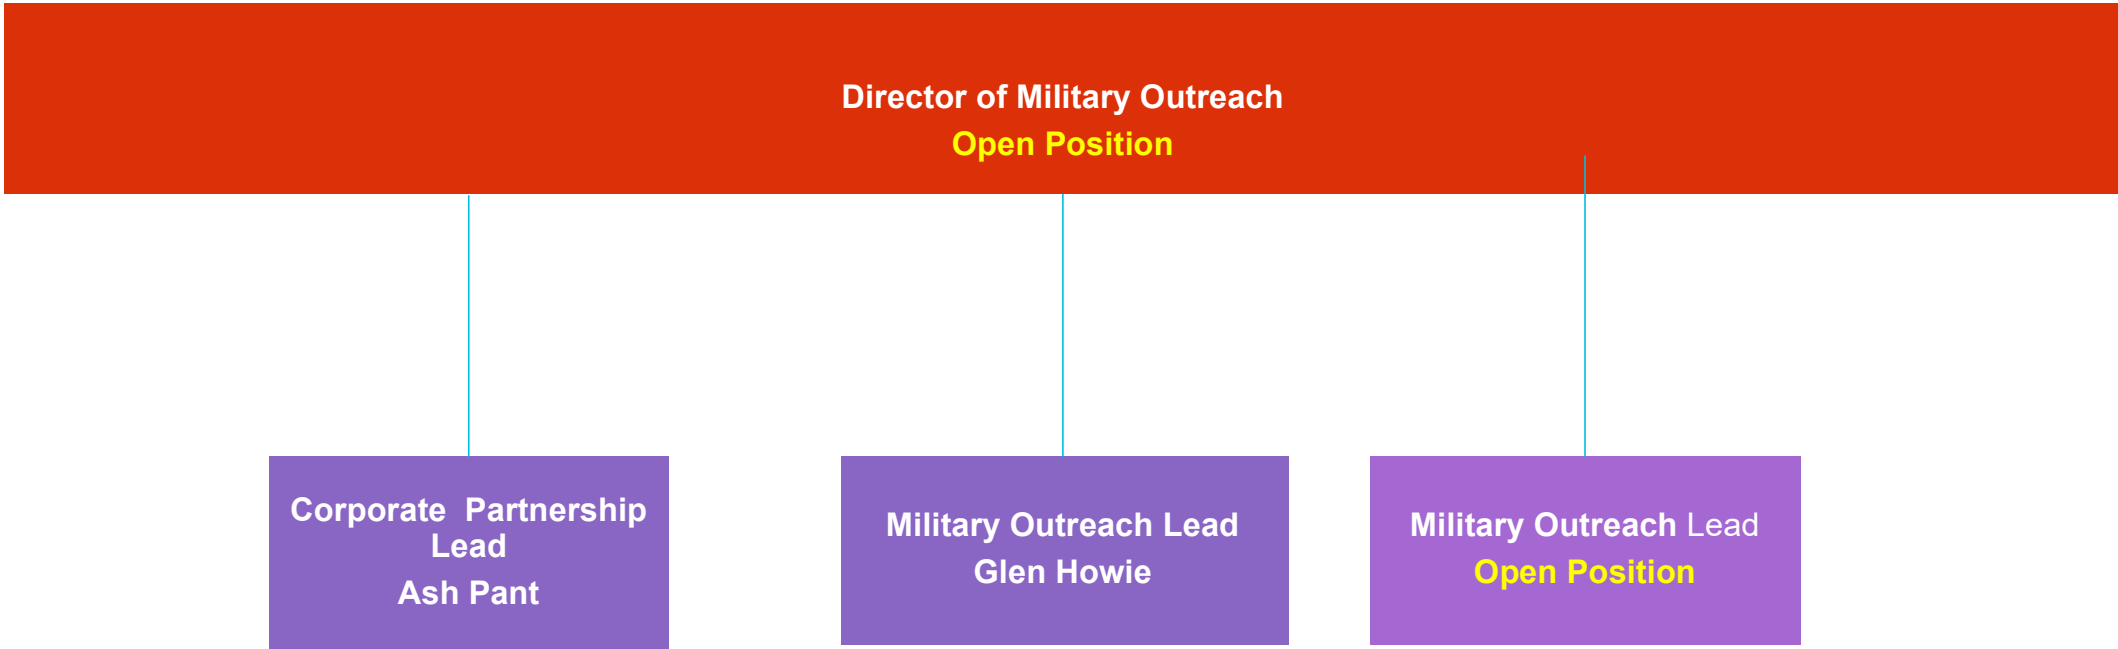 Director of Military Outreach
Open Position
Corporate  Partnership
Lead
Ash Pant
Military Outreach Lead
Glen Howie
Military Outreach Lead
Open Position